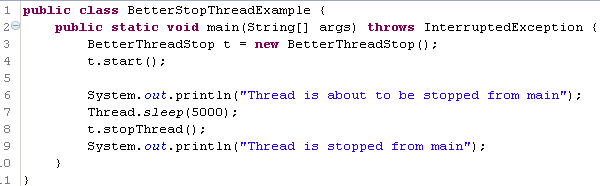 1 public class BetterStopThreadExample {
2 public static void main(String[] args) throws InterruptedException {
3 BetterThreadStop t = new BetterThreadStop();
4 t.start();
5
6 System.out.println("Thread is about to be stopped from main");
7 Thread.sleep(5000);
8 t.stopThread();
9 System.out.println("Thread is stopped from main");
10 }
11 }